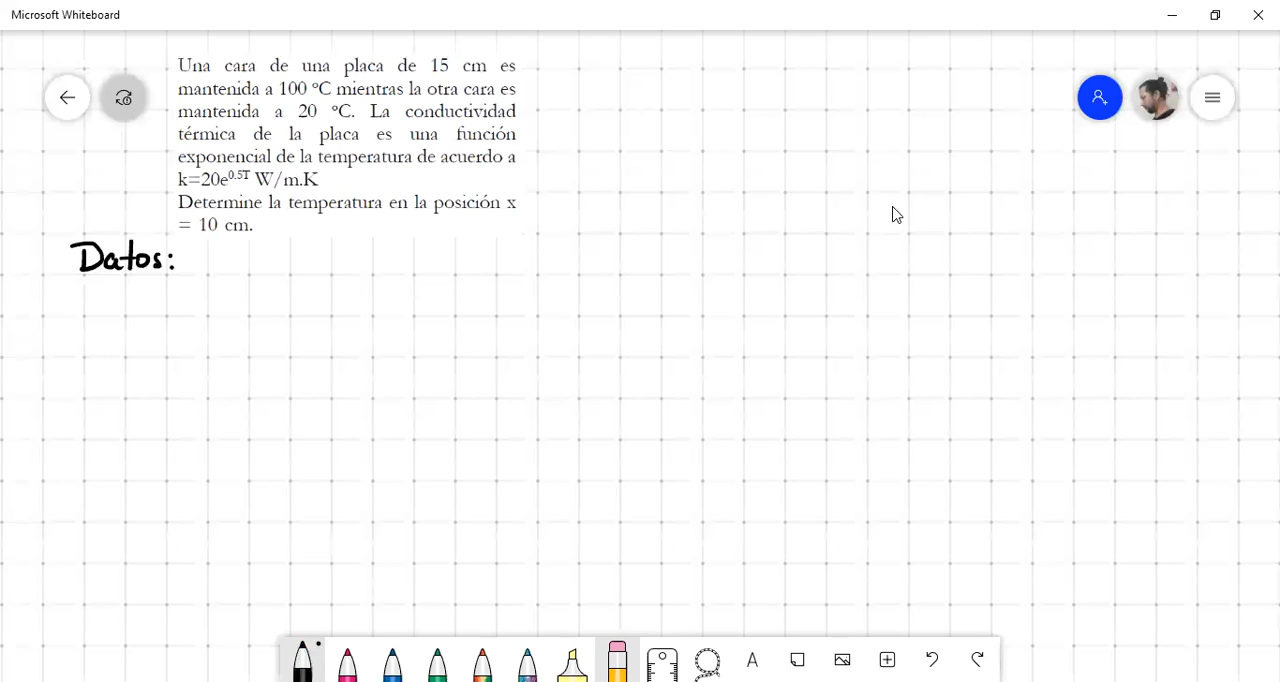 Microsoft Whiteboard
Una cara de una placa de 15 cm es
mantenida a 100 ºC mientras la otra cara es
mantenida a 20 ºC. La conductividad
térmica de la placa es una función
exponencial de la temperatura de acuerdo a
k=20e^0.5T W/m.K
Determine la temperatura en la posición x
= 10 cm.
Datos:
A